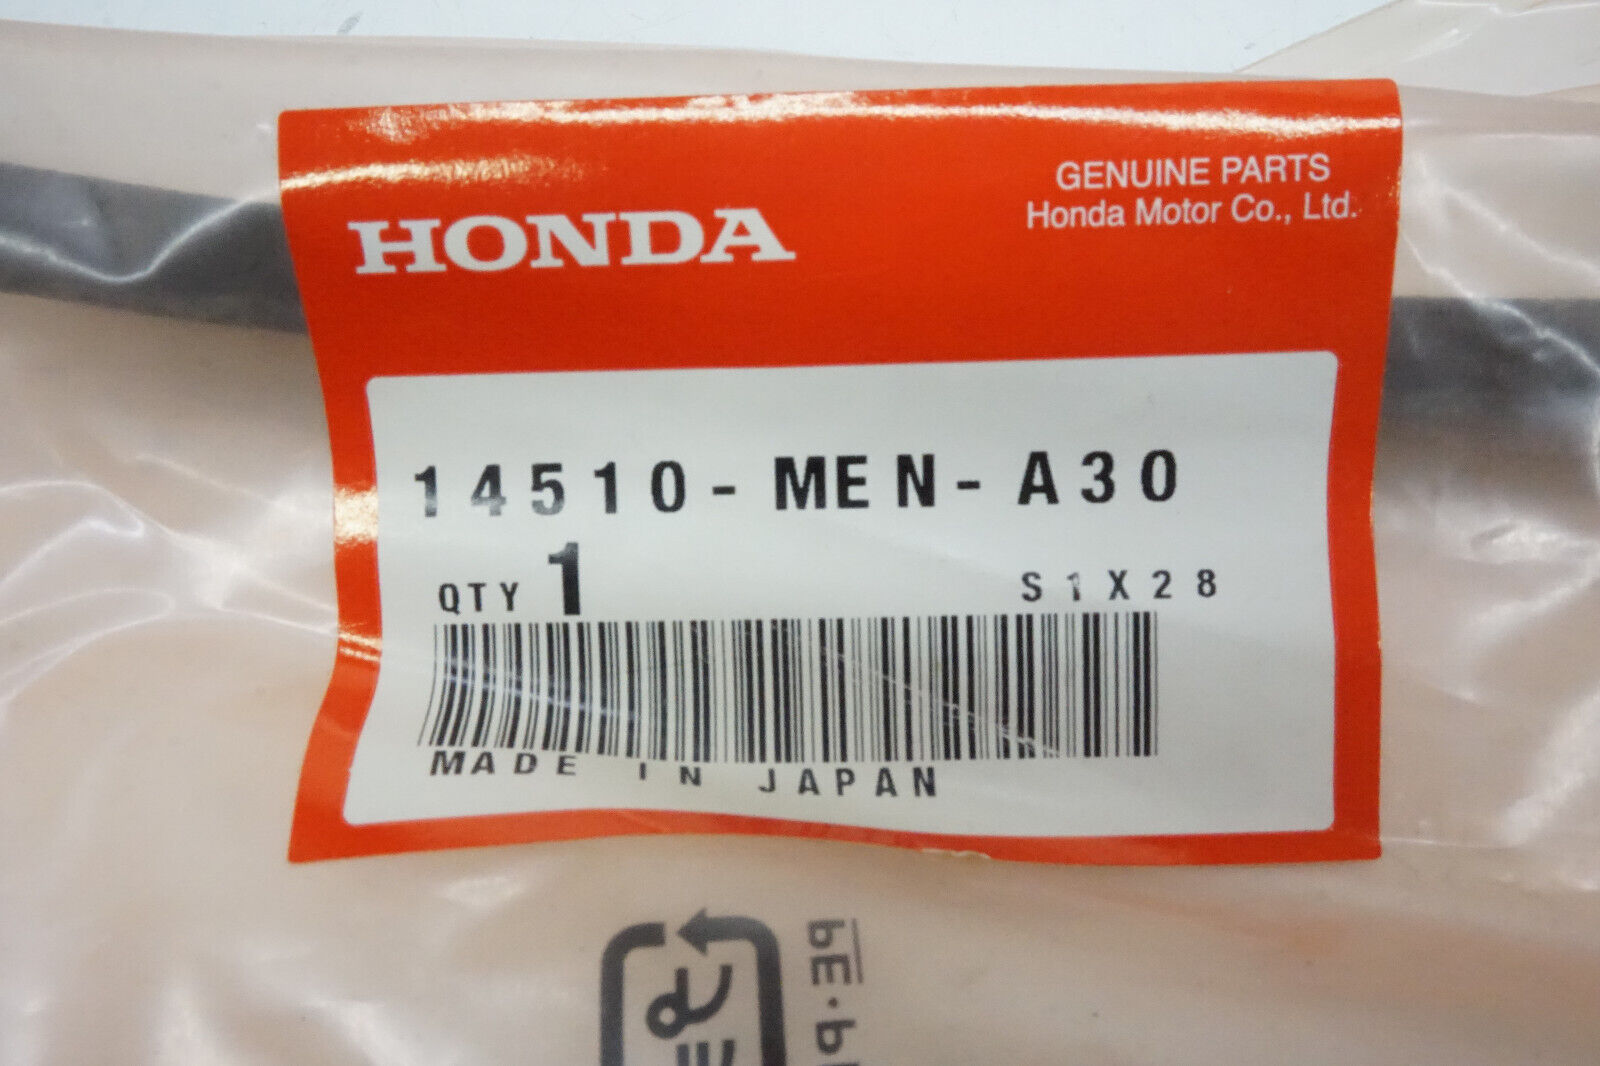 HONDA
GENUINE PARTS
Honda Motor Co., Ltd.
14510-MEN-A30
QTY 1
S1X28
MADE IN JAPAN